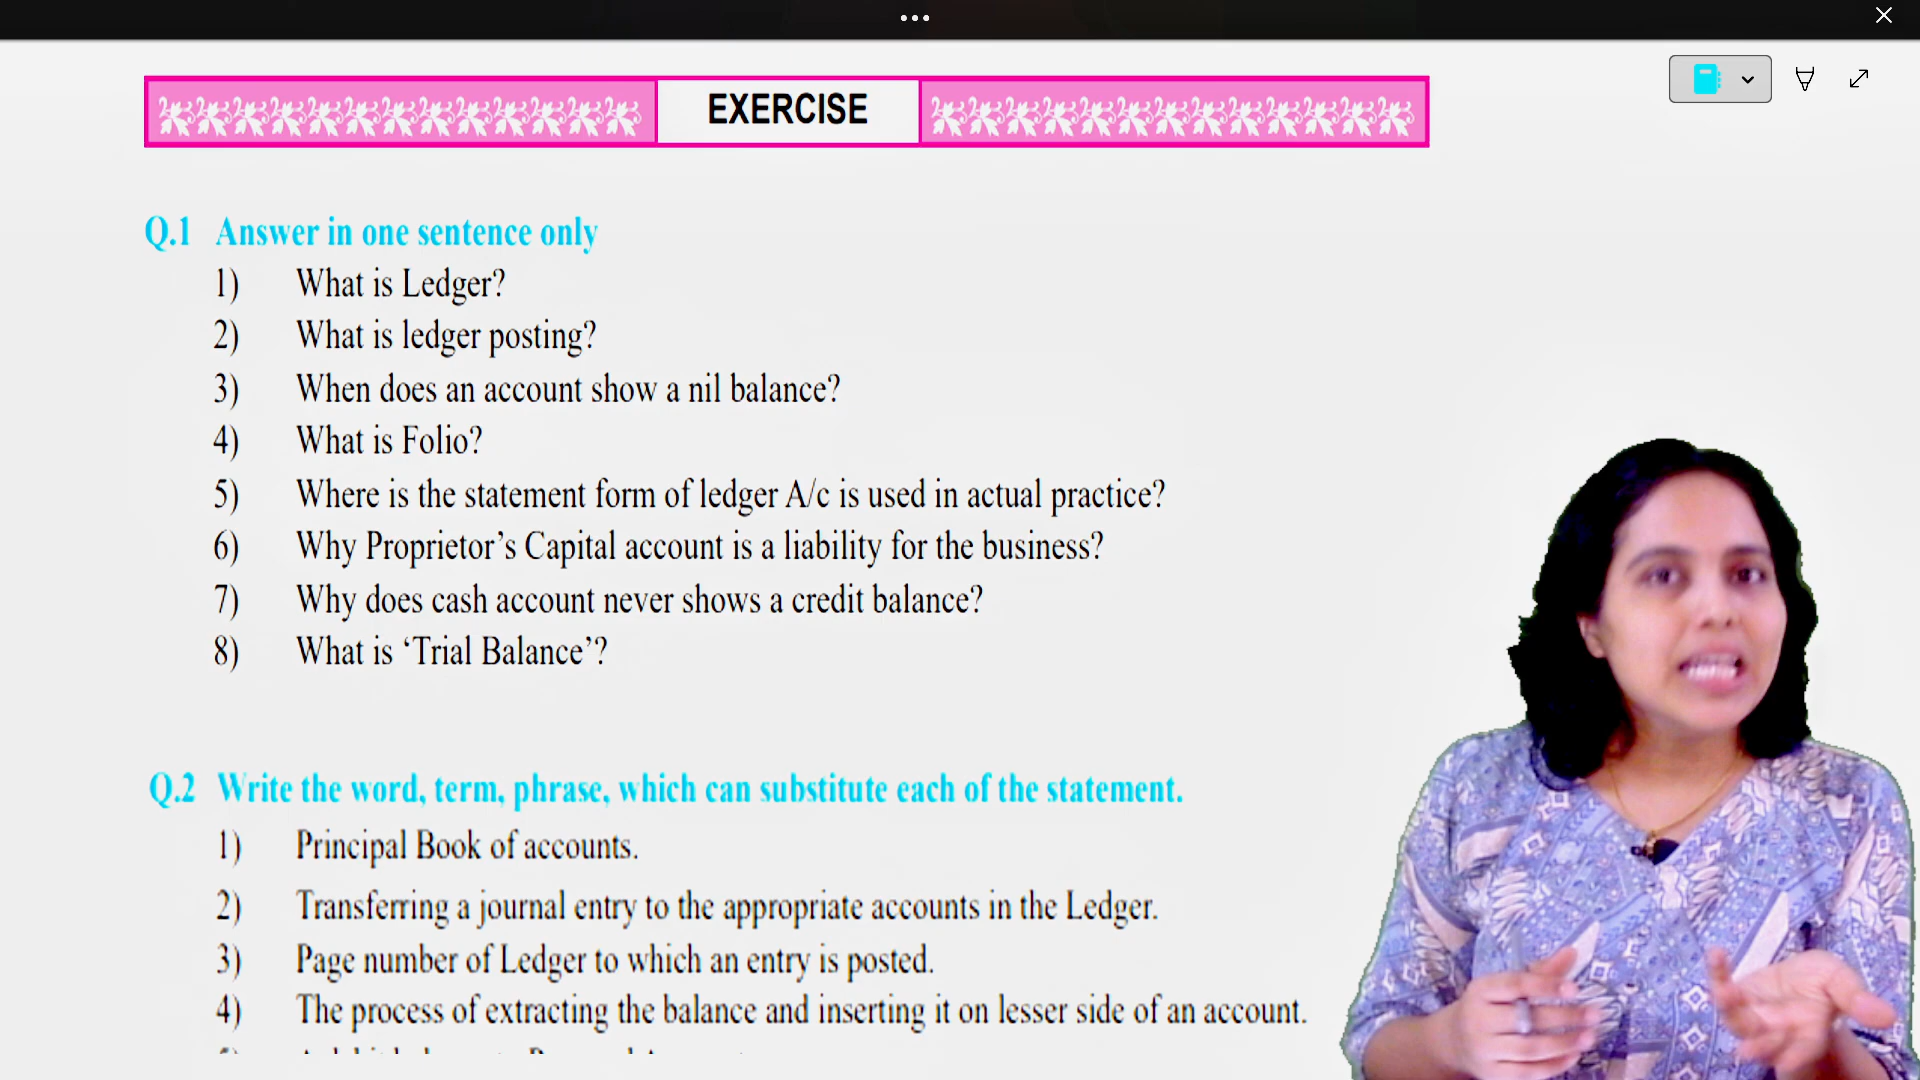 EXERCISE
Q.1 Answer in one sentence only
1) What is Ledger?
2) What is ledger posting?
3) When does an account show a nil balance?
4) What is Folio?
5) Where is the statement form of ledger A/c is used in actual practice?
6) Why Proprietor’s Capital account is a liability for the business?
7) Why does cash account never shows a credit balance?
8) What is ‘Trial Balance’?
Q.2 Write the word, term, phrase, which can substitute each of the statement.
1) Principal Book of accounts.
2) Transferring a journal entry to the appropriate accounts in the Ledger.
3) Page number of Ledger to which an entry is posted.
4) The process of extracting the balance and inserting it on lesser side of an account.